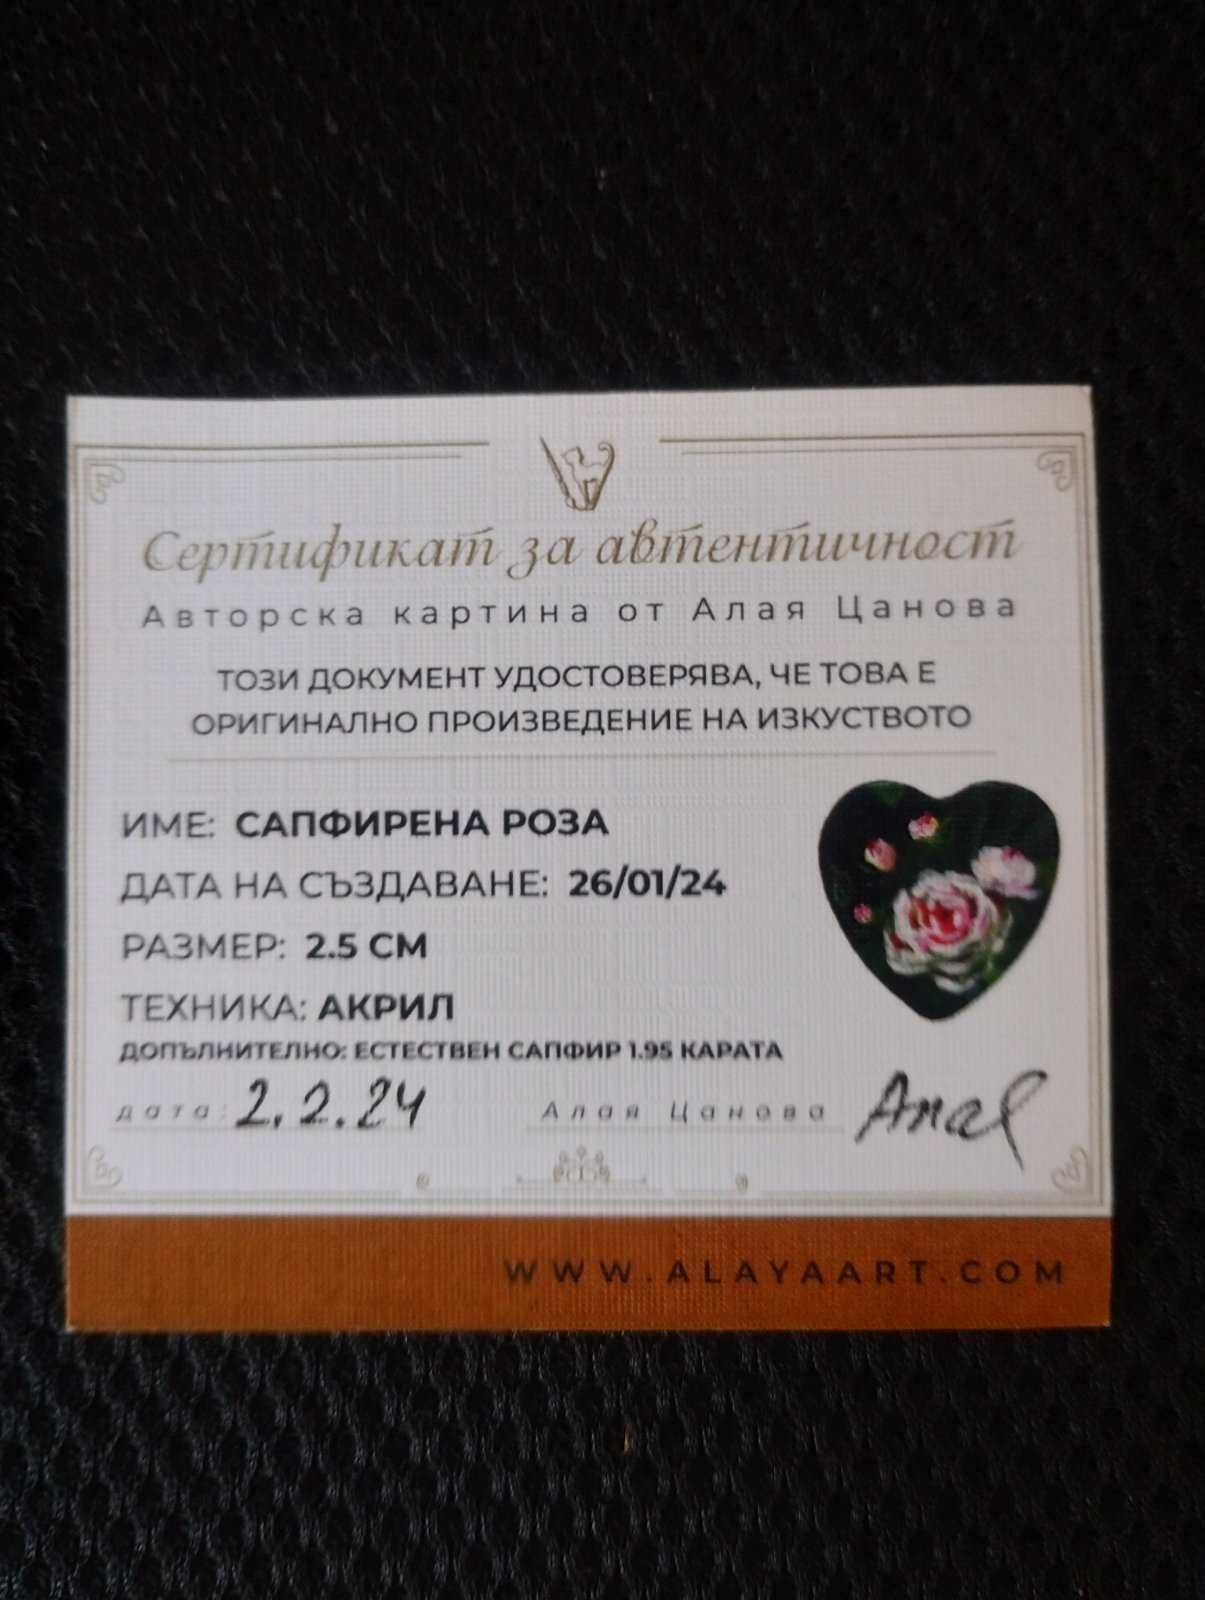 Сертификат за автентичност
Авторска картина от Алая Цанова
ТОЗИ ДОКУМЕНТ УДОСТОВЕРЯВА, ЧЕ ТОВА Е
ОРИГИНАЛНО ПРОИЗВЕДЕНИЕ НА ИЗКУСТВОТО
ИМЕ: САПФИРЕНА РОЗА
ДАТА НА СЪЗДАВАНЕ: 26/01/24
РАЗМЕР: 2.5 СМ
ТЕХНИКА: АКРИЛ
ДОПЪЛНИТЕЛНО: ЕСТЕСТВЕН САПФИР 1.95 КАРАТА
дата: 2.2.24 Алая Цанова
WWW.ALAYAART.COM